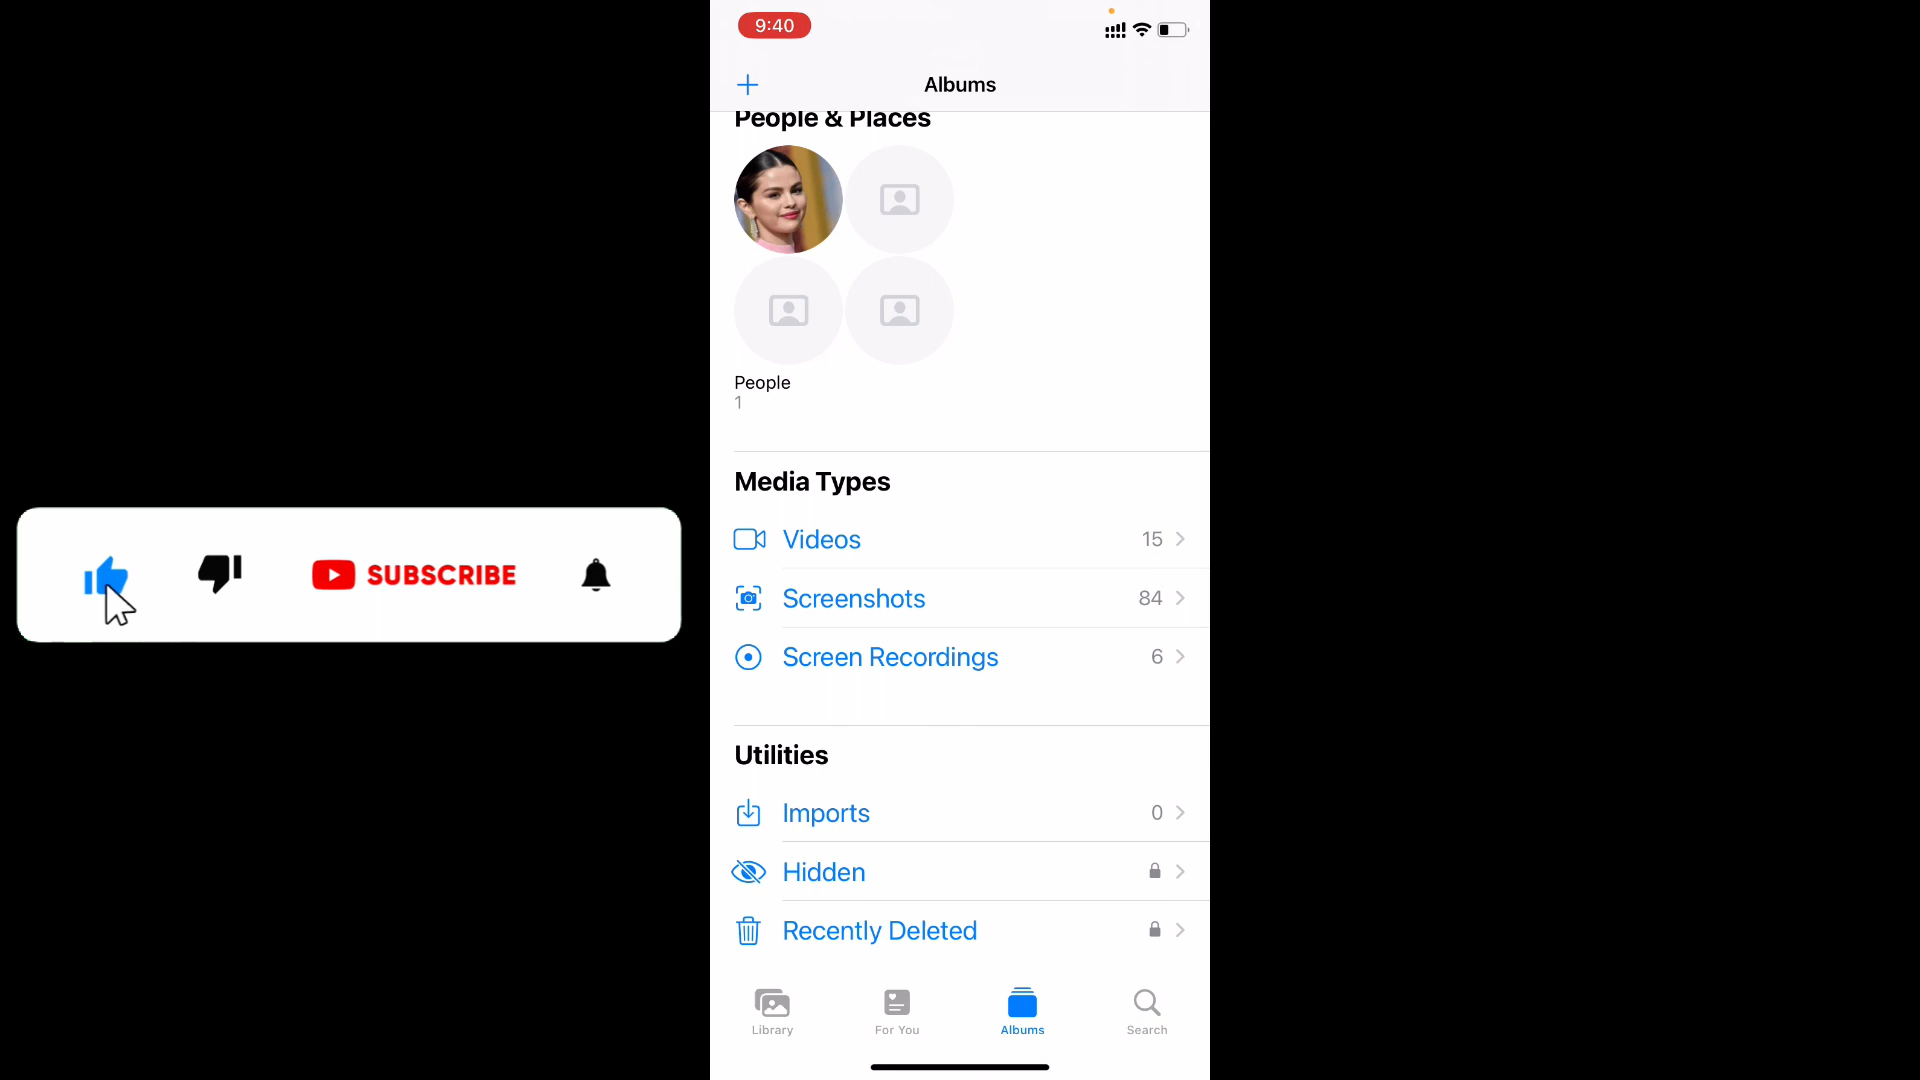 9:40
Albums
People & Places
People
1
Media Types
Videos 15
Screenshots 84
Screen Recordings 6
SUBSCRIBE
Utilities
Imports 0
Hidden
Recently Deleted
Library For You Albums Search